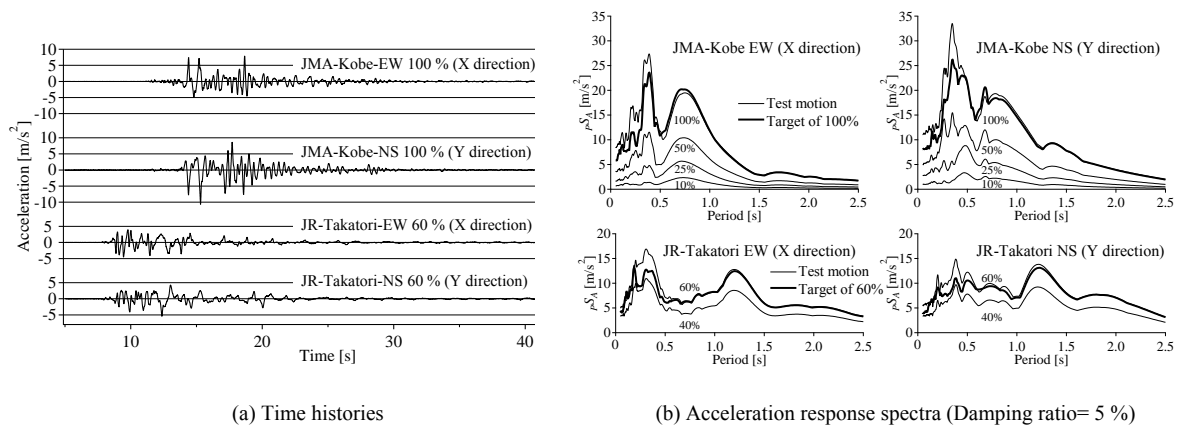 Acceleration [m/s²]
10
5
0
-5
-10
JMA-Kobe-EW 100 % (X direction)
10
5
0
-5
-10
JMA-Kobe-NS 100 % (Y direction)
5
0
-5
JR-Takatori-EW 60 % (X direction)
5
0
-5
JR-Takatori-NS 60 % (Y direction)
10 20 30 40
Time [s]
(a) Time histories
PSA [m/s²]
35
30
25
20
15
10
5
0
JMA-Kobe EW (X direction)
Test motion
Target of 100%
100%
50%
25%
10%
0 0.5 1.0 1.5 2.0 2.5
Period [s]
35
30
25
20
15
10
5
0
JMA-Kobe NS (Y direction)
100%
50%
25%
10%
0 0.5 1.0 1.5 2.0 2.5
Period [s]
PSA [m/s²]
20
15
10
5
0
JR-Takatori EW (X direction)
Test motion
Target of 60%
60%
40%
0 0.5 1.0 1.5 2.0 2.5
Period [s]
20
15
10
5
0
JR-Takatori NS (Y direction)
60%
40%
0 0.5 1.0 1.5 2.0 2.5
Period [s]
(b) Acceleration response spectra (Damping ratio= 5 %)